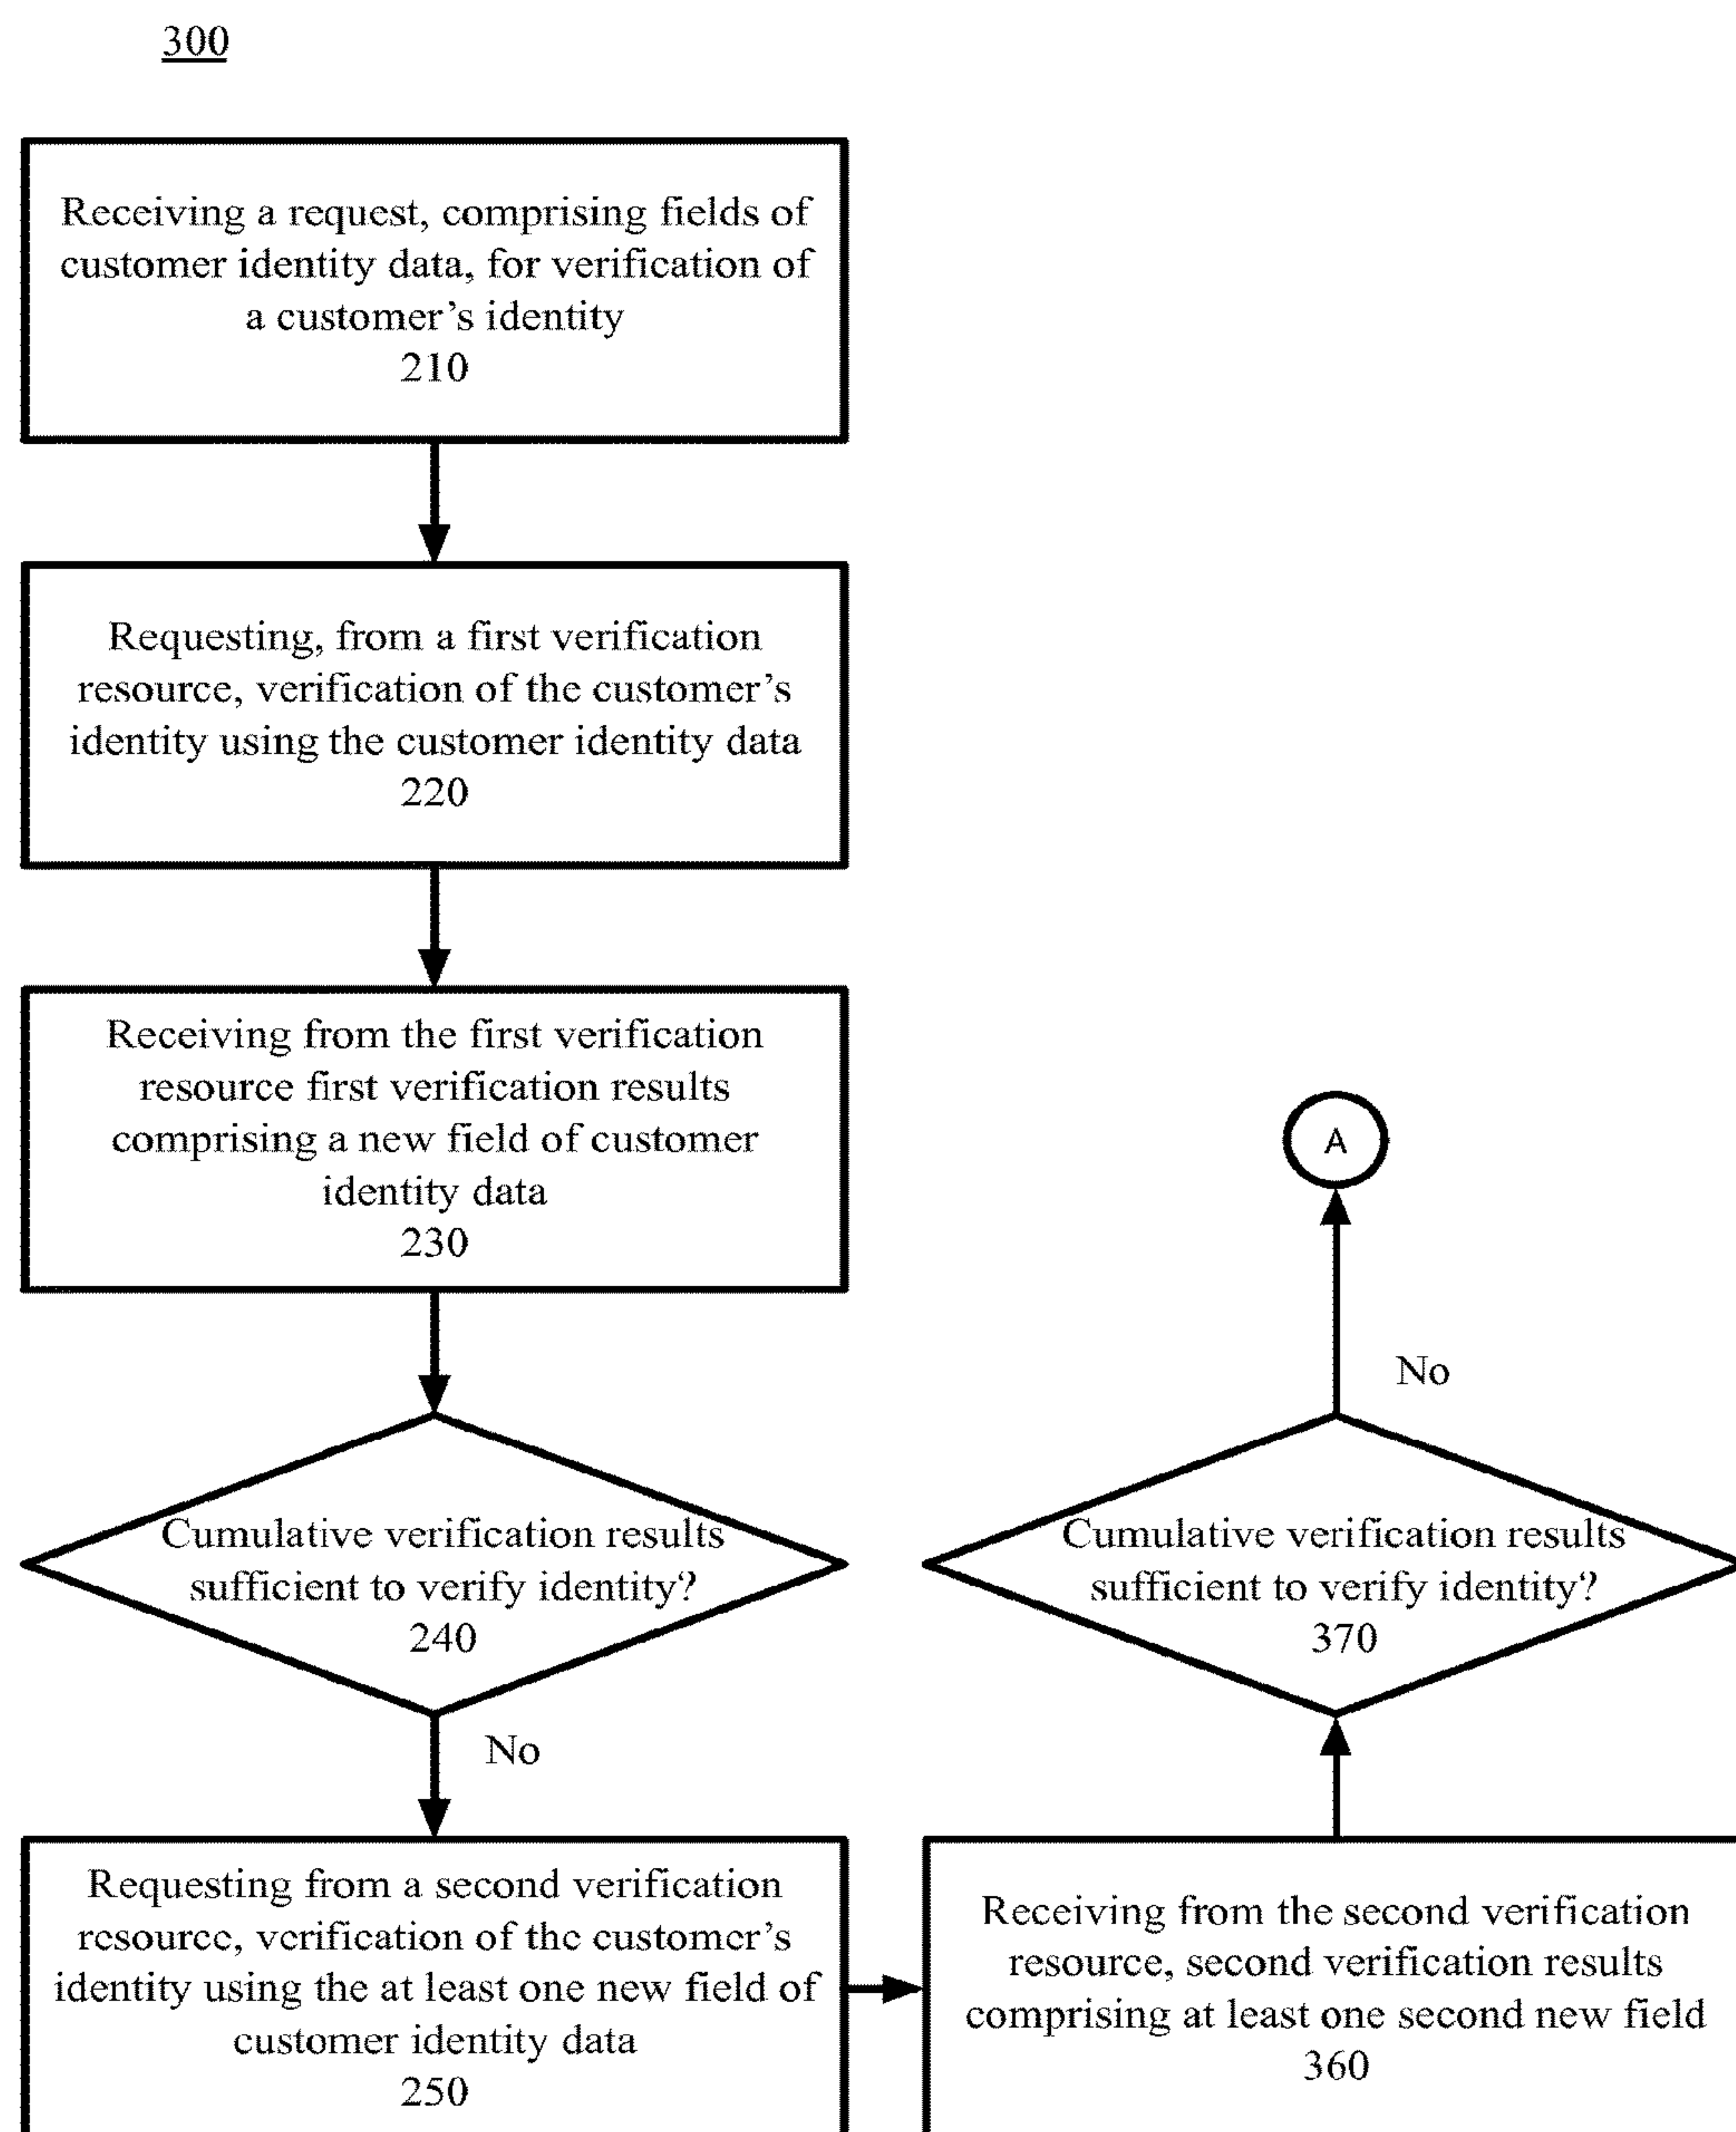 300
Receiving a request, comprising fields of
customer identity data, for verification of
a customer's identity
210
Requesting, from a first verification
resource, verification of the customer's
identity using the customer identity data
220
Receiving from the first verification
resource first verification results
comprising a new field of customer
identity data
230
Cumulative verification results
sufficient to verify identity?
240
No
Requesting from a second verification
resource, verification of the customer's
identity using the at least one new field of
customer identity data
250
Receiving from the second verification
resource, second verification results
comprising at least one second new field
360
Cumulative verification results
sufficient to verify identity?
370
No
A